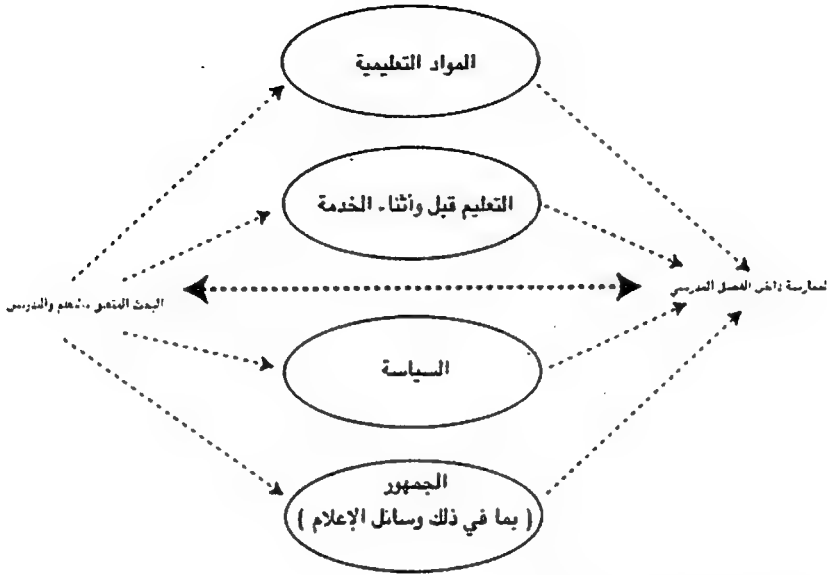 المواد التعليمية
التعليم قبل وأثناء الخدمة
لممارسة داخل الفصل المدرسي
البحث المتعلق بالتعلم والتدريس
السياسة
الجمهور
( بما في ذلك وسائل الإعلام )